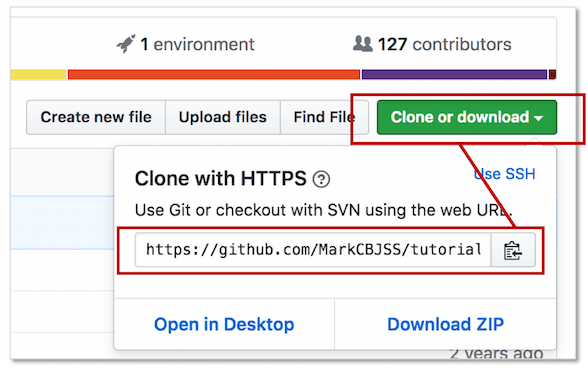 1 environment
127 contributors
Create new file
Upload files
Find File
Clone or download
Clone with HTTPS
Use SSH
Use Git or checkout with SVN using the web URL.
https://github.com/MarkCBJSS/tutorial
Open in Desktop
Download ZIP
2 years ago